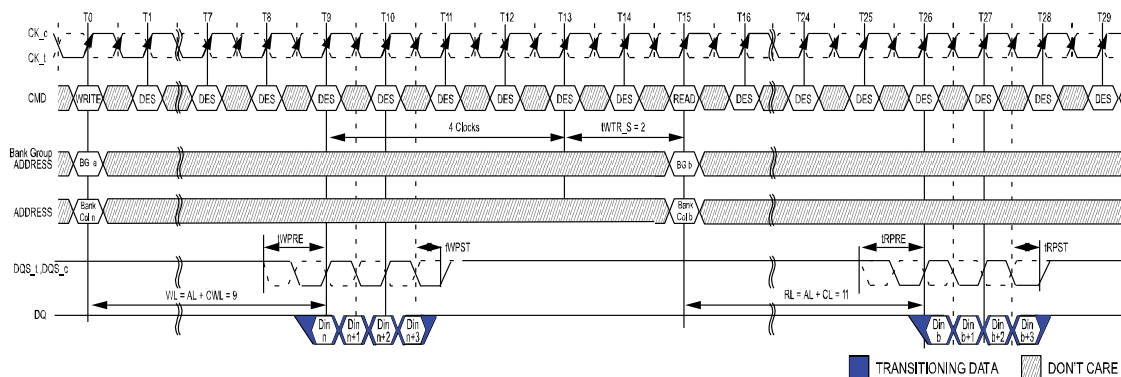 T0 T1 T7 T8 T9 T10 T11 T12 T13 T14 T15 T16 T24 T25 T26 T27 T28 T29
CK_c
CK_t
CMD WRITE DES DES DES DES DES DES DES DES DES READ DES DES DES DES DES DES DES
4 Clocks tWTR_S = 2
Bank Group
ADDRESS BG a BG b
ADDRESS Bank Col n Bank Col b
tWPRE tWPST tRPRE tRPST
DQS_t ,DQS_c
WL = AL + CWL = 9 RL = AL + CL = 11
DQ Din n Din n+1 Din n+2 Din n+3 Din b Din b+1 Din b+2 Din b+3
TRANSITIONING DATA DON'T CARE